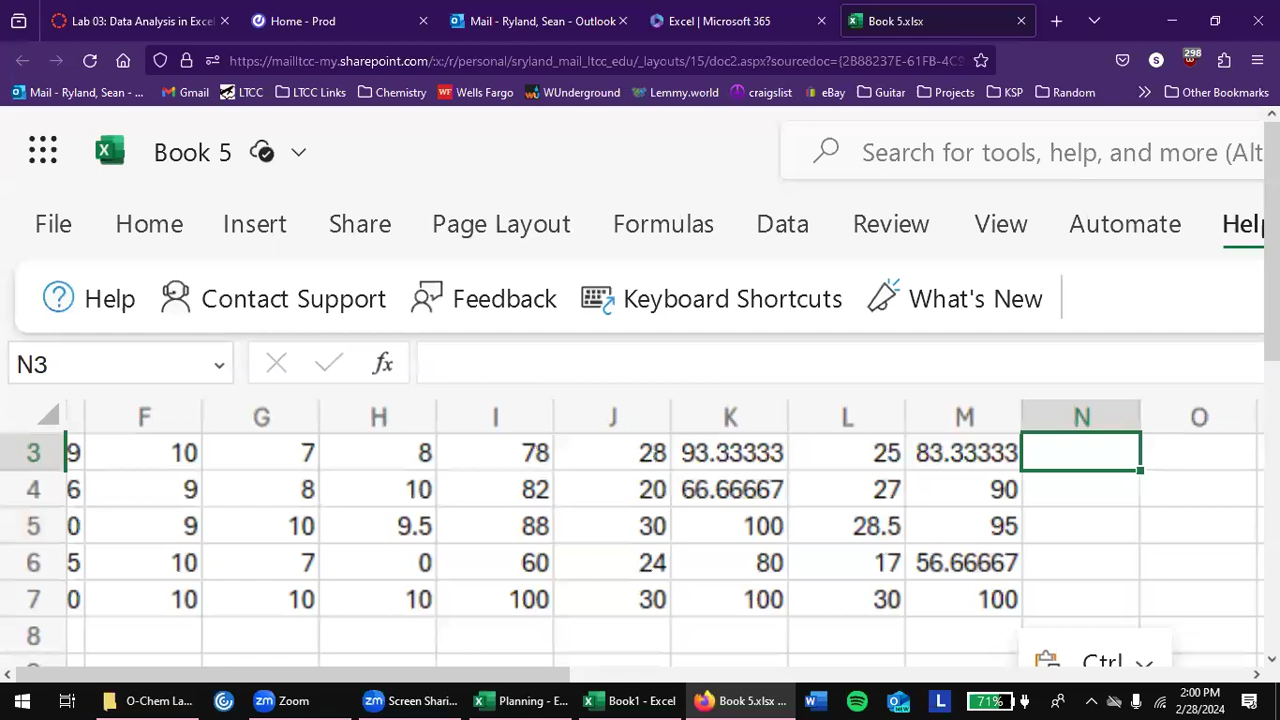 Lab 03: Data Analysis in Excel
Home - Prod
Mail - Ryland, Sean - Outlook
Excel | Microsoft 365
Book 5.xlsx
https://mailltcc-my.sharepoint.com/:x:/r/personal/sryland_mail_ltcc_edu/_layouts/15/doc2.aspx?sourcedoc={2B88237E-61FB-4C9
298
Mail - Ryland, Sean - ... Gmail LTCC LTCC Links Chemistry Wells Fargo WUnderground Lemmy.world craigslist eBay Guitar Projects KSP Random Other Bookmarks
Book 5
Search for tools, help, and more (Alt
File Home Insert Share Page Layout Formulas Data Review View Automate Help
Help Contact Support Feedback Keyboard Shortcuts What's New
N3 fx
F G H I J K L M N O
3 9 10 7 8 78 28 93.33333 25 83.33333
4 6 9 8 10 82 20 66.66667 27 90
5 0 9 10 9.5 88 30 100 28.5 95
6 5 10 7 0 60 24 80 17 56.66667
7 0 10 10 10 100 30 100 30 100
8
Ctrl
O-Chem La... Zoom Screen Shari... Planning - E... Book1 - Excel Book 5.xlsx ... 71% 2:00 PM
2/28/2024